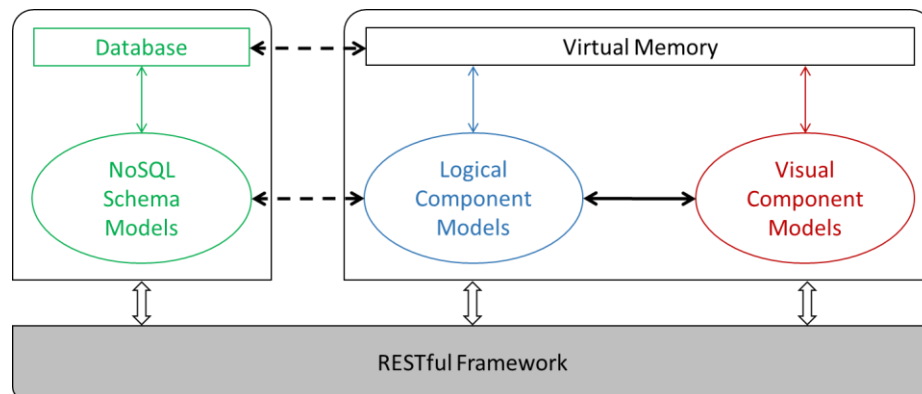 Database
Virtual Memory
NoSQL
Schema
Models
Logical
Component
Models
Visual
Component
Models
RESTful Framework